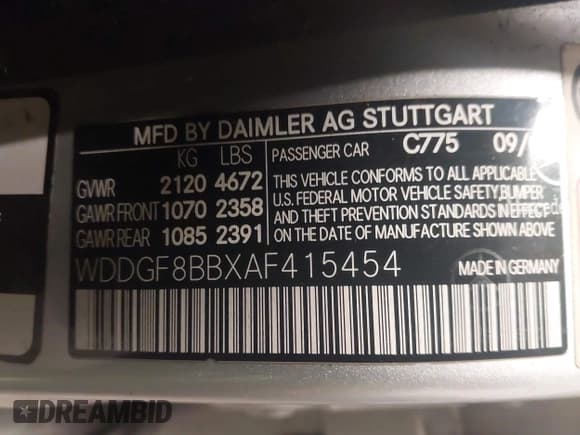 MFD BY DAIMLER AG STUTTGART
KG LBS PASSENGER CAR C775 09/
GVWR 2120 4672 THIS VEHICLE CONFORMS TO ALL APPLICABLE
GAWR FRONT 1070 2358 U.S. FEDERAL MOTOR VEHICLE SAFETY, BUMPER
AND THEFT PREVENTION STANDARDS IN EFFECT
GAWR REAR 1085 2391 ON THE DATE OF MANUFACTURE SHOWN ABOVE
WDDGF8BBXAF415454 Made in Germany
DREAMBID